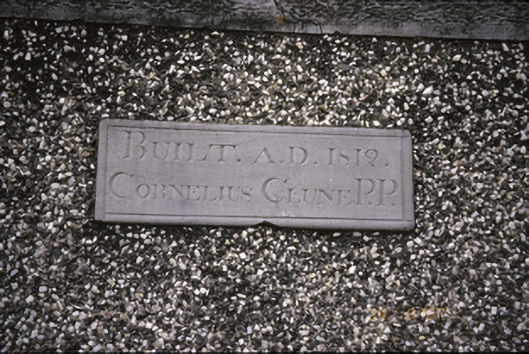 BUILT. A.D. 1812.
CORNELIUS CLUNE P.P.